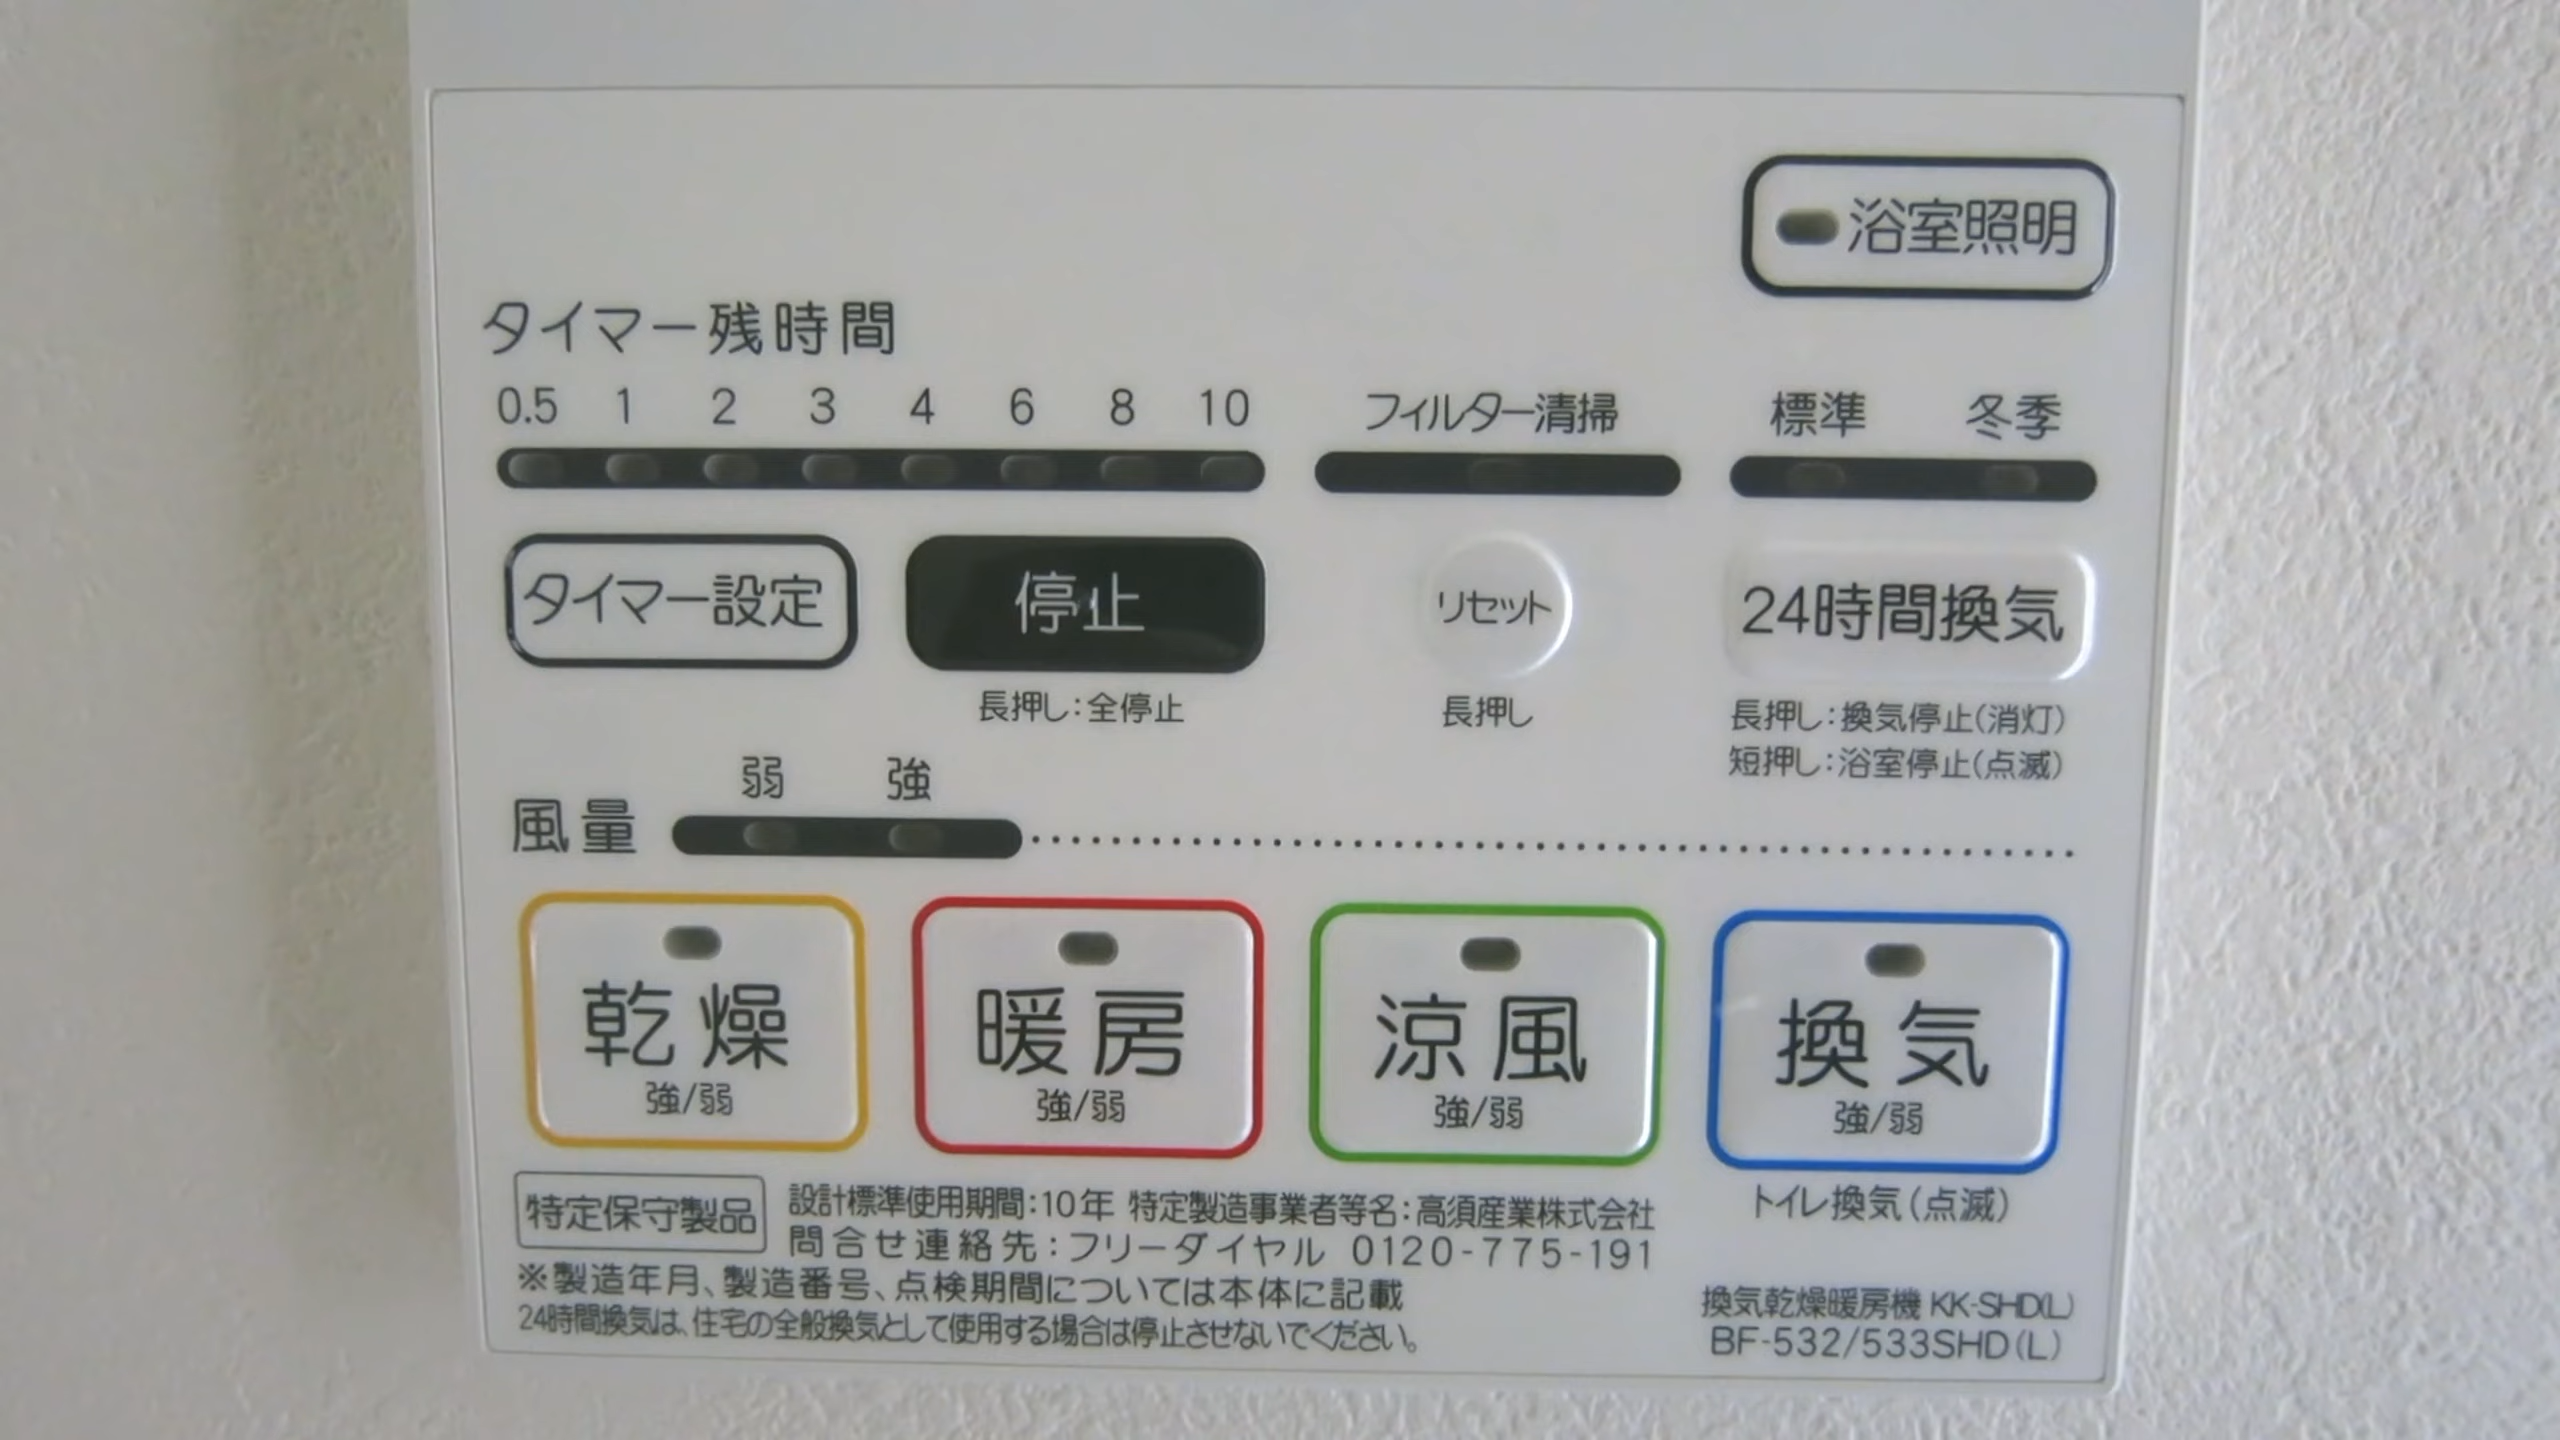 浴室照明
タイマー残時間
0.5 1 2 3 4 6 8 10
フィルター清掃
標準 冬季
タイマー設定
停止
リセット
24時間換気
長押し:全停止
長押し
長押し:換気停止(消灯)
短押し:浴室停止(点滅)
弱 強
風量
乾燥
強/弱
暖房
強/弱
涼風
強/弱
換気
強/弱
トイレ換気(点滅)
特定保守製品
設計標準使用期間:10年 特定製造事業者等名:高須産業株式会社
問合せ連絡先:フリーダイヤル 0120-775-191
※製造年月、製造番号、点検期間については本体に記載
24時間換気は、住宅の全般換気として使用する場合は停止させないでください。
換気乾燥暖房機 KK-SHD(L)
BF-532/533SHD(L)